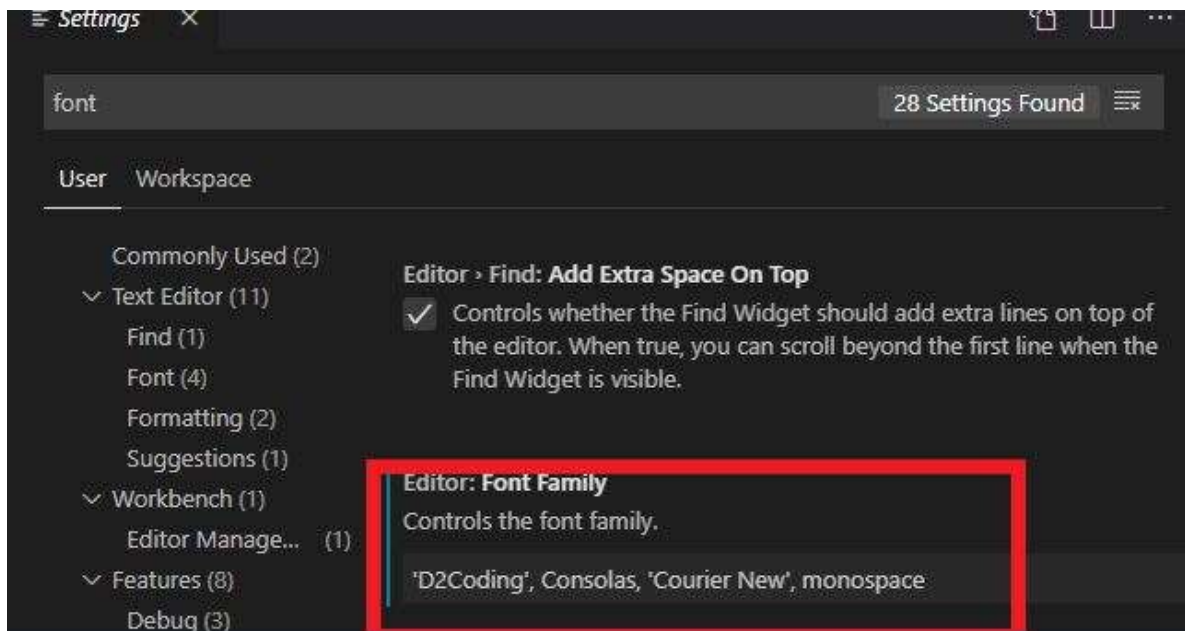 Settings
font
28 Settings Found
User Workspace
Commonly Used (2)
Text Editor (11)
Find (1)
Font (4)
Formatting (2)
Suggestions (1)
Workbench (1)
Editor Manage... (1)
Features (8)
Debug (3)
Editor › Find: Add Extra Space On Top
Controls whether the Find Widget should add extra lines on top of
the editor. When true, you can scroll beyond the first line when the
Find Widget is visible.
Editor: Font Family
Controls the font family.
'D2Coding', Consolas, 'Courier New', monospace